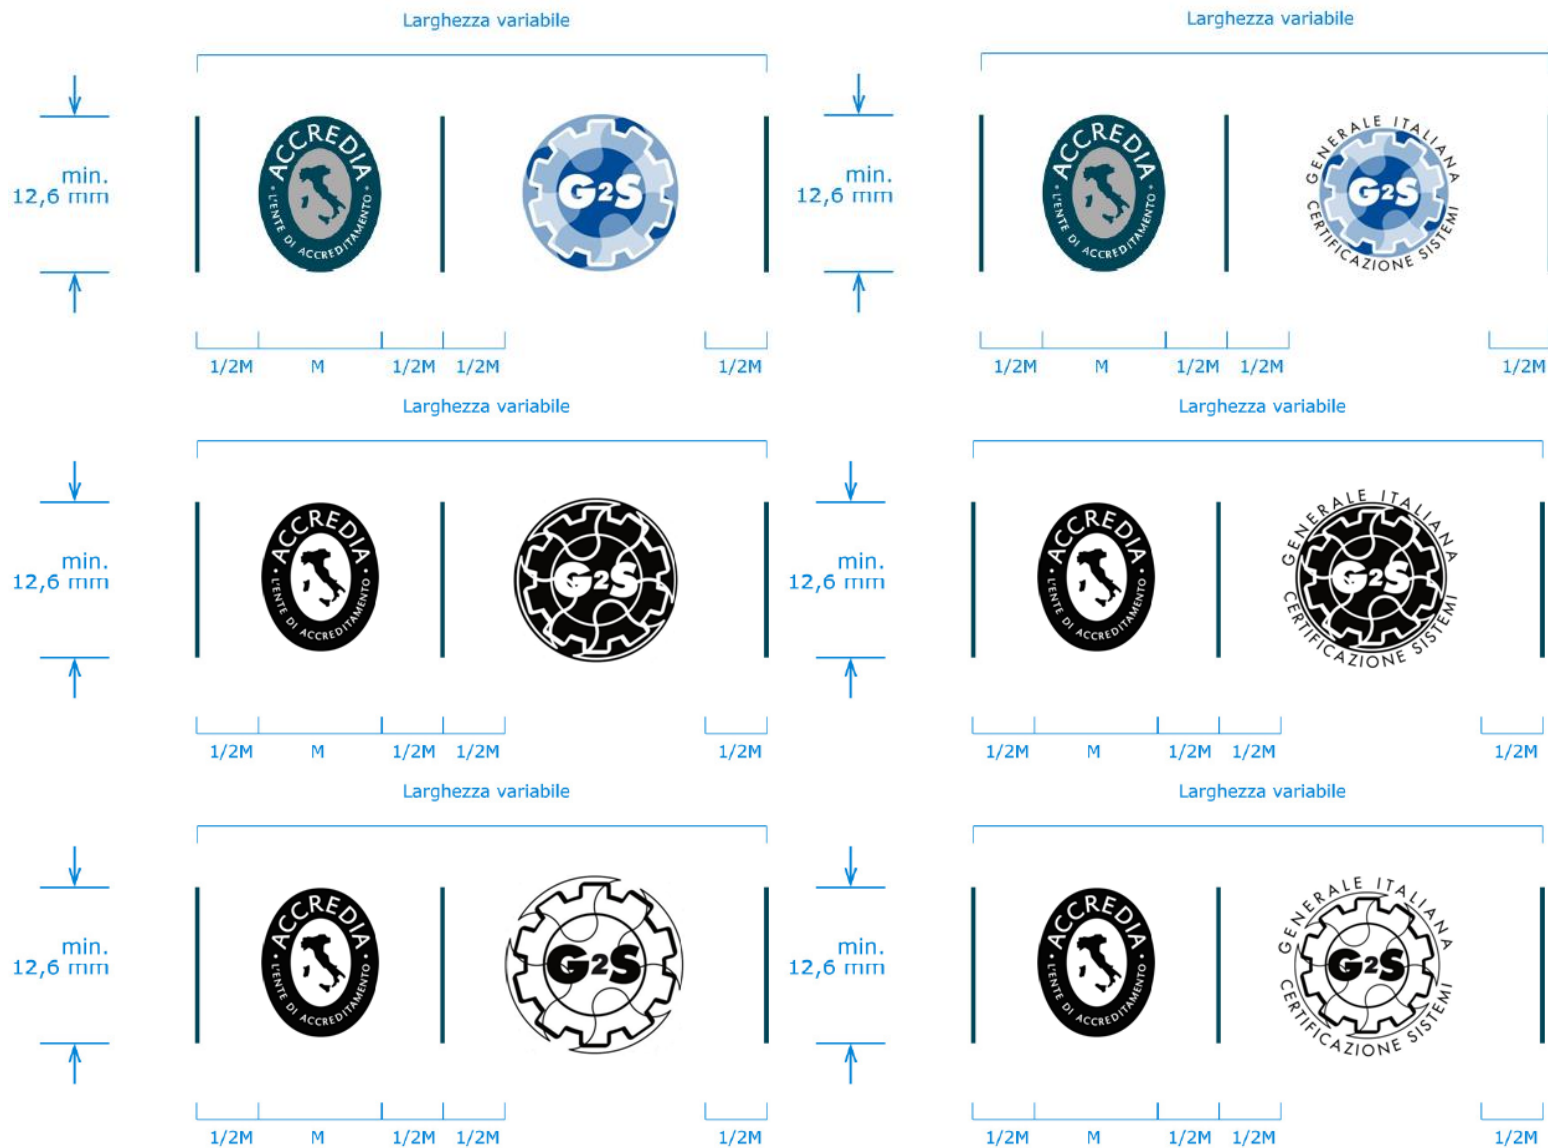 Larghezza variabile
Larghezza variabile
min.
12,6 mm
ACCREDIA
• L'ENTE DI ACCREDITAMENTO •
G2S
min.
12,6 mm
ACCREDIA
• L'ENTE DI ACCREDITAMENTO •
GENERALE ITALIANA
G2S
CERTIFICAZIONE SISTEMI
1/2M M 1/2M 1/2M 1/2M
1/2M M 1/2M 1/2M 1/2M
Larghezza variabile
Larghezza variabile
min.
12,6 mm
ACCREDIA
• L'ENTE DI ACCREDITAMENTO •
G2S
min.
12,6 mm
ACCREDIA
• L'ENTE DI ACCREDITAMENTO •
GENERALE ITALIANA
G2S
CERTIFICAZIONE SISTEMI
1/2M M 1/2M 1/2M 1/2M
1/2M M 1/2M 1/2M 1/2M
Larghezza variabile
Larghezza variabile
min.
12,6 mm
ACCREDIA
• L'ENTE DI ACCREDITAMENTO •
G2S
min.
12,6 mm
ACCREDIA
• L'ENTE DI ACCREDITAMENTO •
GENERALE ITALIANA
G2S
CERTIFICAZIONE SISTEMI
1/2M M 1/2M 1/2M 1/2M
1/2M M 1/2M 1/2M 1/2M